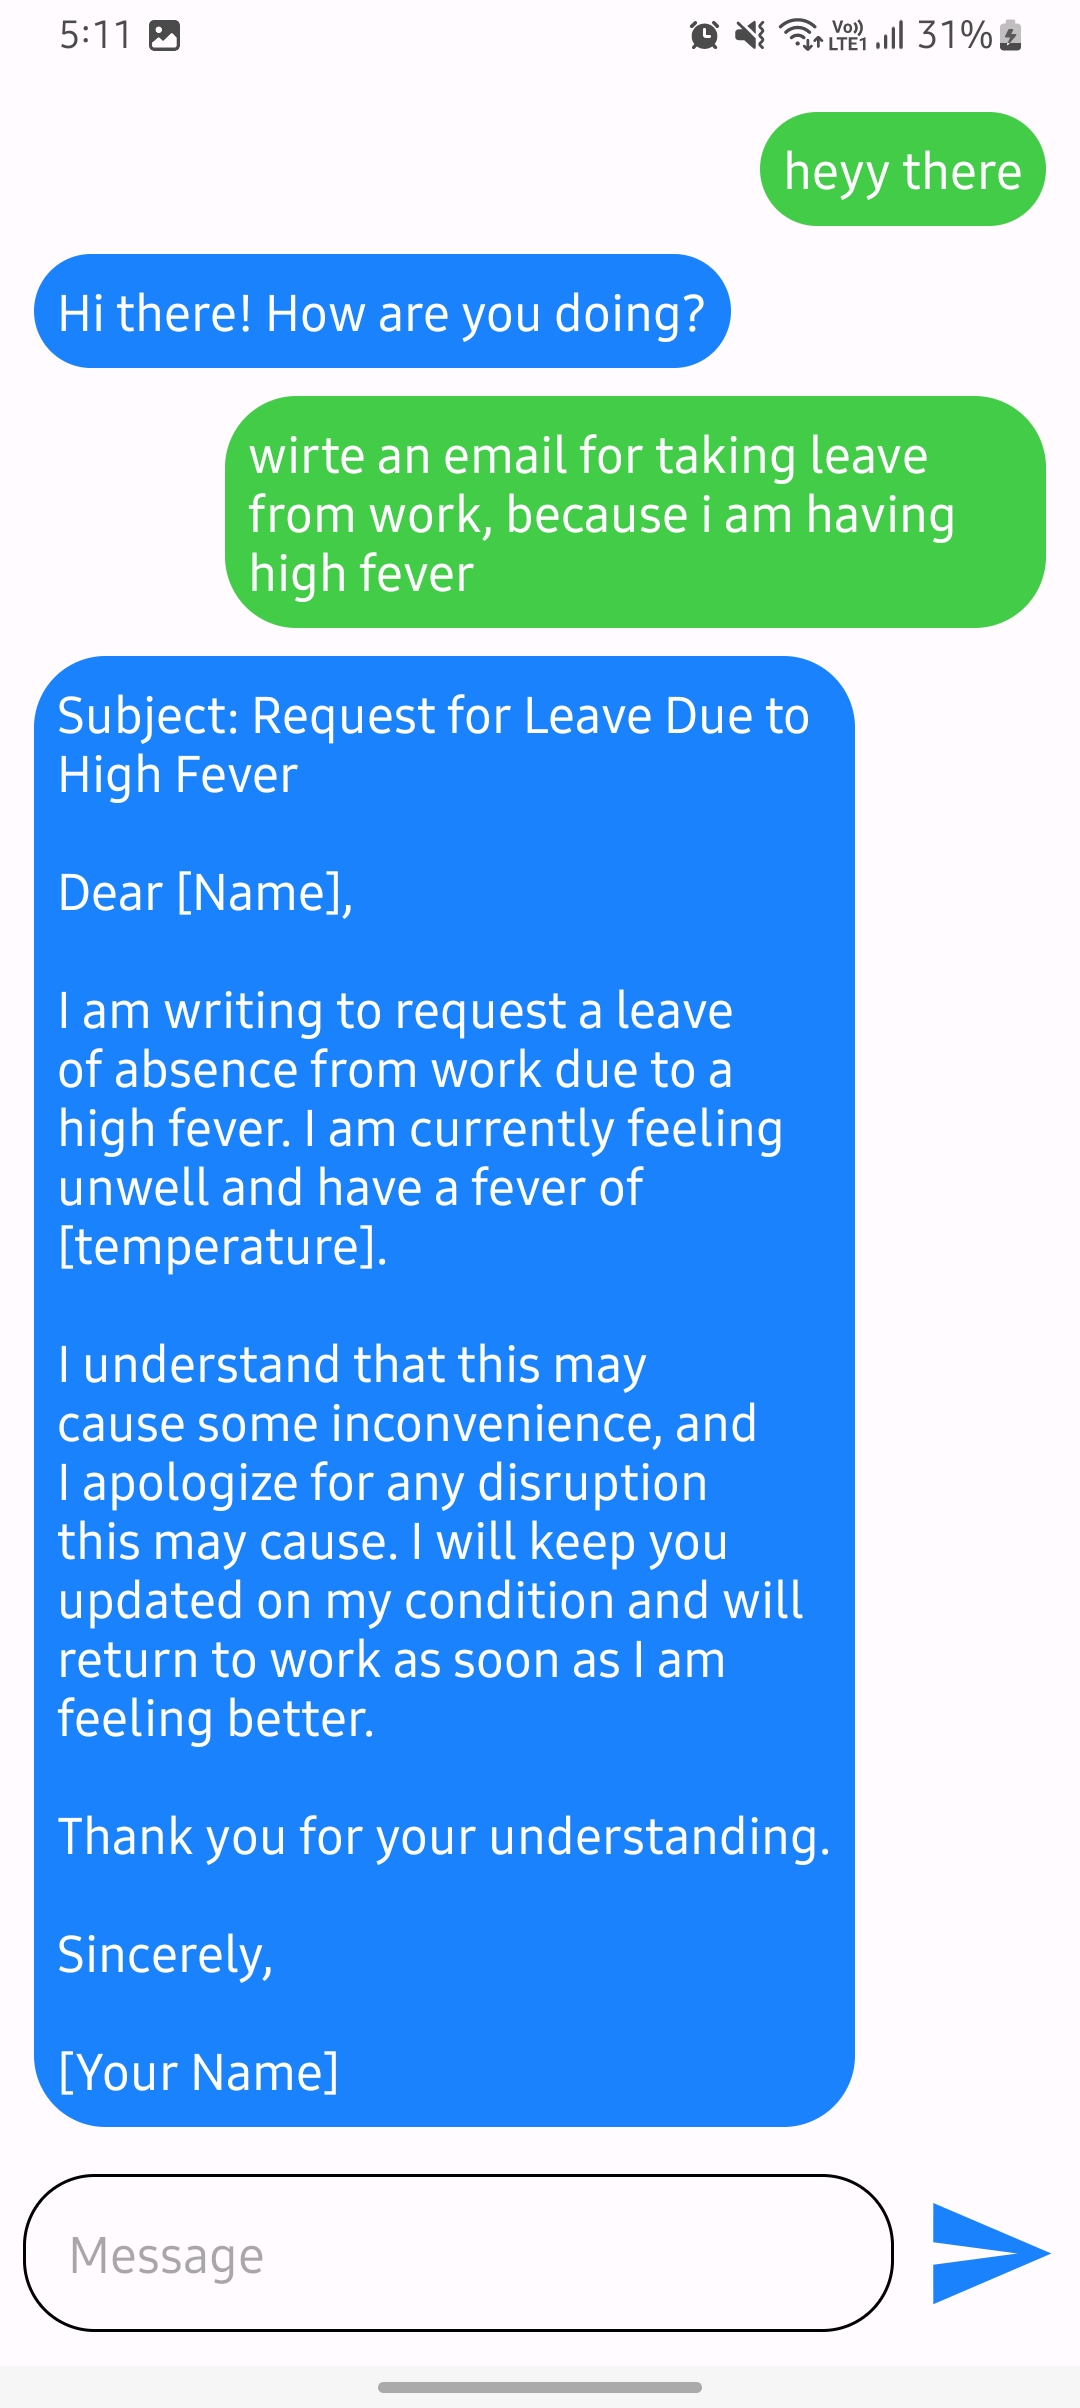 5:11
Vo)) LTE1 31%
heyy there
Hi there! How are you doing?
wirte an email for taking leave
from work, because i am having
high fever
Subject: Request for Leave Due to
High Fever
Dear [Name],
I am writing to request a leave
of absence from work due to a
high fever. I am currently feeling
unwell and have a fever of
[temperature].
I understand that this may
cause some inconvenience, and
I apologize for any disruption
this may cause. I will keep you
updated on my condition and will
return to work as soon as I am
feeling better.
Thank you for your understanding.
Sincerely,
[Your Name]
Message